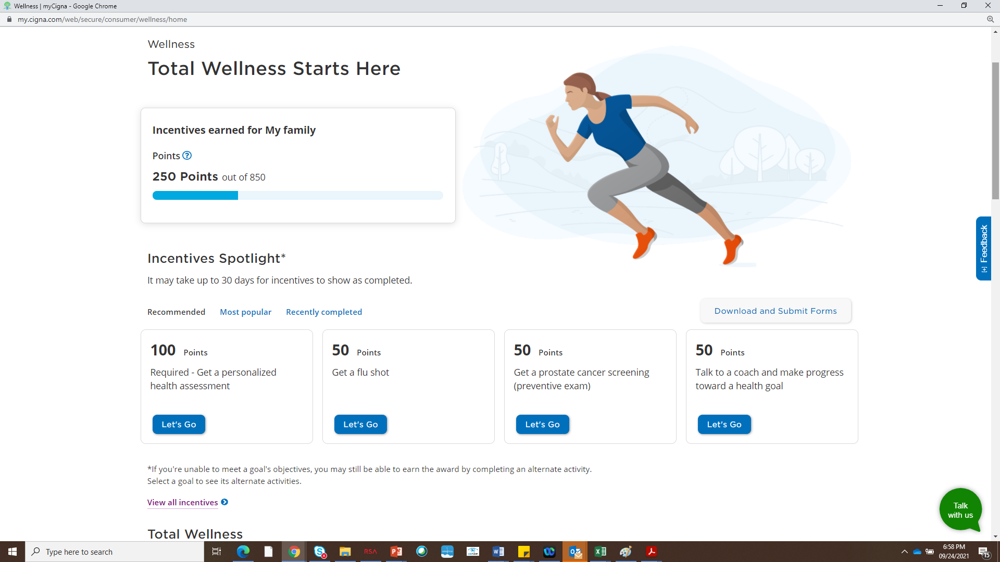 Wellness | myCigna - Google Chrome
my.cigna.com/web/secure/consumer/wellness/home
Wellness
Total Wellness Starts Here
Incentives earned for My family
Points ?
250 Points out of 850
Incentives Spotlight*
It may take up to 30 days for incentives to show as completed.
Recommended Most popular Recently completed
Download and Submit Forms
100 Points
Required - Get a personalized
health assessment
Let's Go
50 Points
Get a flu shot
Let's Go
50 Points
Get a prostate cancer screening
(preventive exam)
Let's Go
50 Points
Talk to a coach and make progress
toward a health goal
Let's Go
*If you're unable to meet a goal's objectives, you may still be able to earn the award by completing an alternate activity.
Select a goal to see its alternate activities.
View all incentives
Total Wellness
[+] Feedback
Talk
with us
Type here to search
RSA
6:58 PM
09/24/2021
15